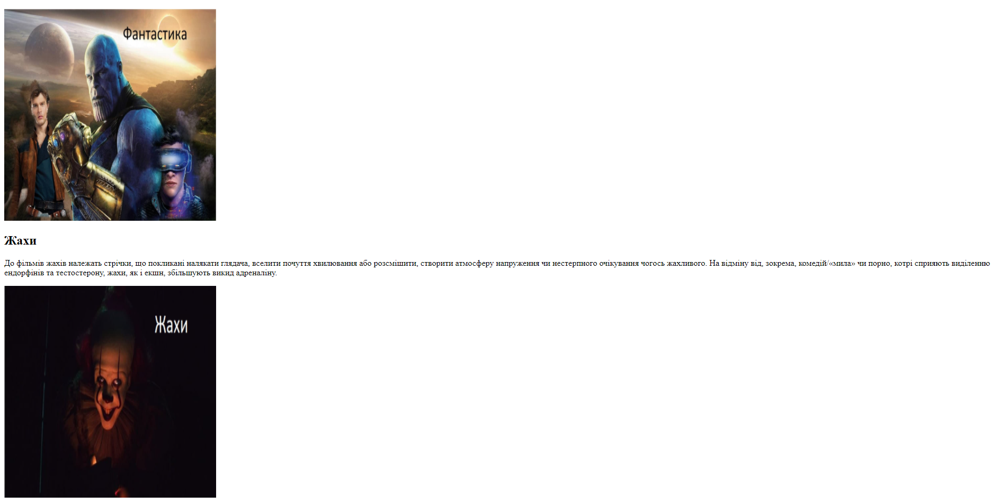 Фантастика
Жахи
До фільмів жахів належать стрічки, що покликані налякати глядача, вселити почуття хвилювання або розсмішити, створити атмосферу напруження чи нестерпного очікування чогось жахливого. На відміну від, зокрема, комедій/«мила» чи порно, котрі сприяють виділенню
ендорфінів та тестостерону, жахи, як і екшн, збільшують викид адреналіну.
Жахи